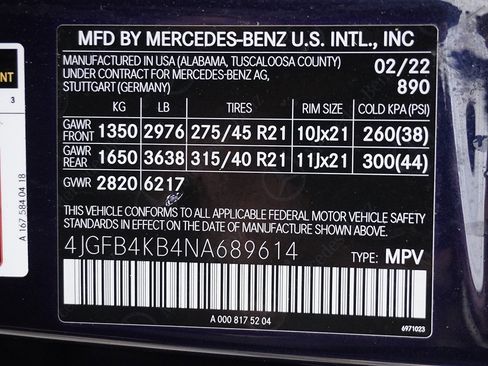 MFD BY MERCEDES-BENZ U.S. INTL., INC
MANUFACTURED IN USA (ALABAMA, TUSCALOOSA COUNTY) 02/22
UNDER CONTRACT FOR MERCEDES-BENZ AG, 890
STUTTGART (GERMANY)
KG LB TIRES RIM SIZE COLD KPA (PSI)
GAWR FRONT 1350 2976 275/45 R21 10Jx21 260(38)
GAWR REAR 1650 3638 315/40 R21 11Jx21 300(44)
GVWR 2820 6217
THIS VEHICLE CONFORMS TO ALL APPLICABLE FEDERAL MOTOR VEHICLE SAFETY
STANDARDS IN EFFECT ON THE DATE OF MANUFACTURE SHOWN ABOVE.
4JGFB4KB4NA689614 TYPE: MPV
A 000 817 52 04
6971023
3
A 167 584 04 18